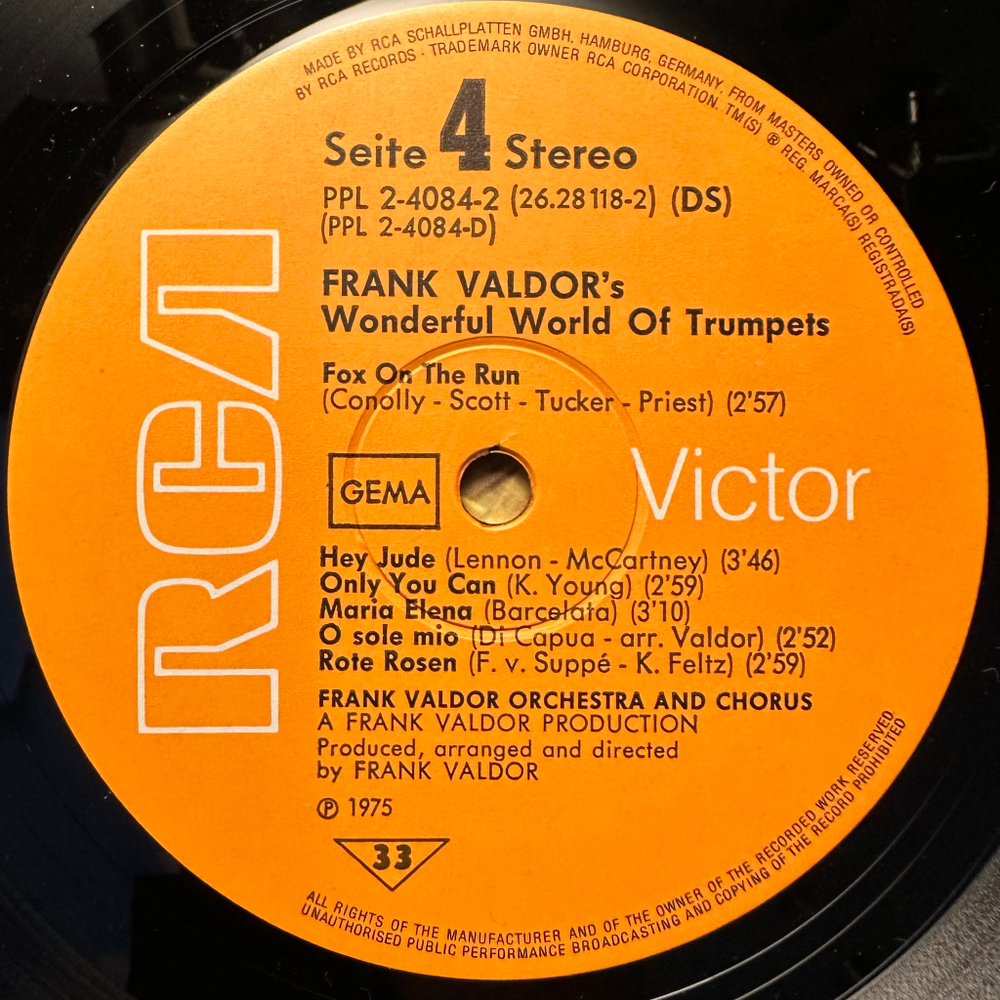 MADE BY RCA SCHALLPLATTEN GMBH, HAMBURG, GERMANY, FROM MASTERS OWNED OR CONTROLLED
BY RCA RECORDS · TRADEMARK OWNER RCA CORPORATION. TM(S) ® REG. MARCA(S) REGISTRADA(S)
Seite 4 Stereo
PPL 2-4084-2 (26.28118-2) (DS)
(PPL 2-4084-D)
RCA
FRANK VALDOR's
Wonderful World Of Trumpets
Fox On The Run
(Conolly - Scott - Tucker - Priest) (2'57)
GEMA
Victor
Hey Jude (Lennon - McCartney) (3'46)
Only You Can (K. Young) (2'59)
Maria Elena (Barcelata) (3'10)
O sole mio (Di Capua - arr. Valdor) (2'52)
Rote Rosen (F. v. Suppé - K. Feltz) (2'59)
FRANK VALDOR ORCHESTRA AND CHORUS
A FRANK VALDOR PRODUCTION
Produced, arranged and directed
by FRANK VALDOR
℗ 1975
33
ALL RIGHTS OF THE MANUFACTURER AND OF THE OWNER OF THE RECORDED WORK RESERVED.
UNAUTHORISED PUBLIC PERFORMANCE BROADCASTING AND COPYING OF THE RECORD PROHIBITED